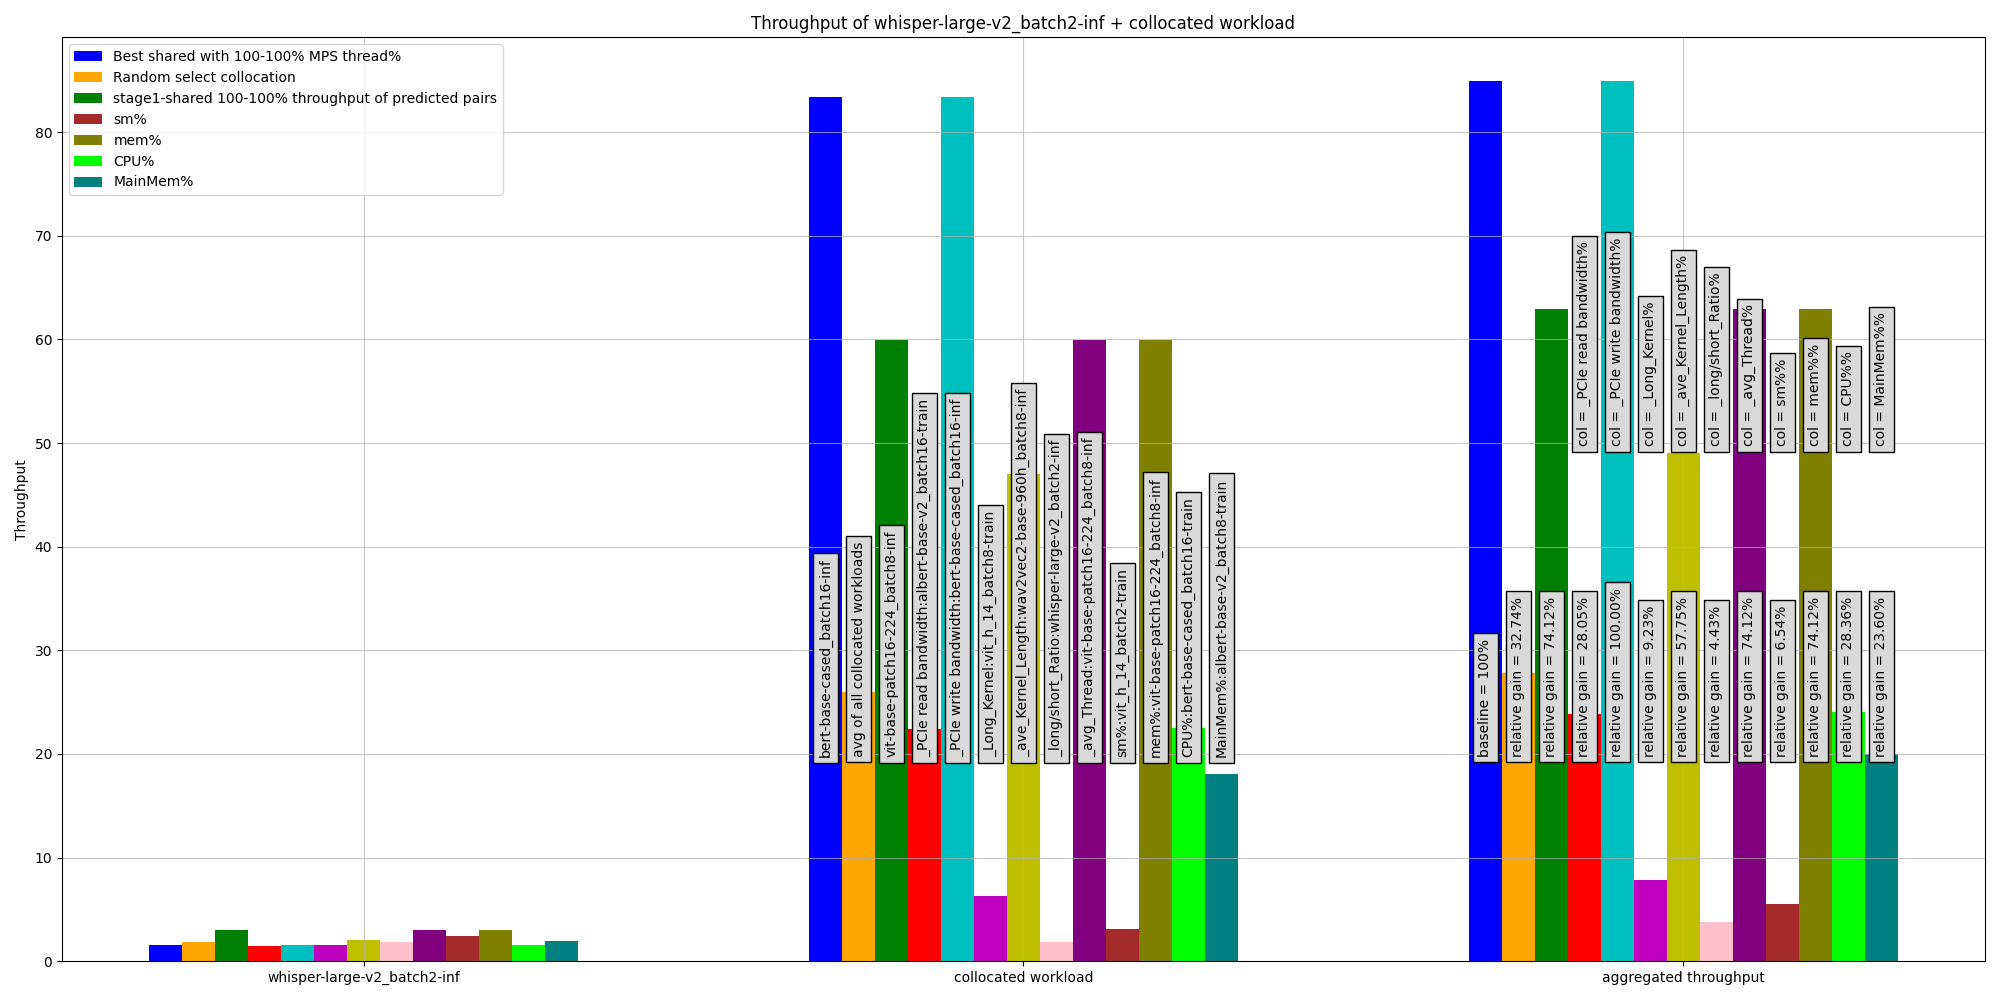 Throughput of whisper-large-v2_batch2-inf + collocated workload
Best shared with 100-100% MPS thread%
Random select collocation
stage1-shared 100-100% throughput of predicted pairs
sm%
mem%
CPU%
MainMem%
Throughput
80
70
60
50
40
30
20
10
0
bert-base-cased_batch16-inf
avg of all collocated workloads
vit-base-patch16-224_batch8-inf
_PCIe read bandwidth:albert-base-v2_batch16-train
_PCIe write bandwidth:bert-base-cased_batch16-inf
_Long_Kernel:vit_h_14_batch8-train
_ave_Kernel_Length:wav2vec2-base-960h_batch8-inf
_long/short_Ratio:whisper-large-v2_batch2-inf
_avg_Thread:vit-base-patch16-224_batch8-inf
sm%:vit_h_14_batch2-train
mem%:vit-base-patch16-224_batch8-inf
CPU%:bert-base-cased_batch16-train
MainMem%:albert-base-v2_batch8-train
col = _PCIe read bandwidth%
col = _PCIe write bandwidth%
col = _Long_Kernel%
col = _ave_Kernel_Length%
col = _long/short_Ratio%
col = _avg_Thread%
col = sm%%
col = mem%%
col = CPU%%
col = MainMem%%
baseline = 100%
relative gain = 32.74%
relative gain = 74.12%
relative gain = 28.05%
relative gain = 100.00%
relative gain = 9.23%
relative gain = 57.75%
relative gain = 4.43%
relative gain = 74.12%
relative gain = 6.54%
relative gain = 74.12%
relative gain = 28.36%
relative gain = 23.60%
whisper-large-v2_batch2-inf
collocated workload
aggregated throughput